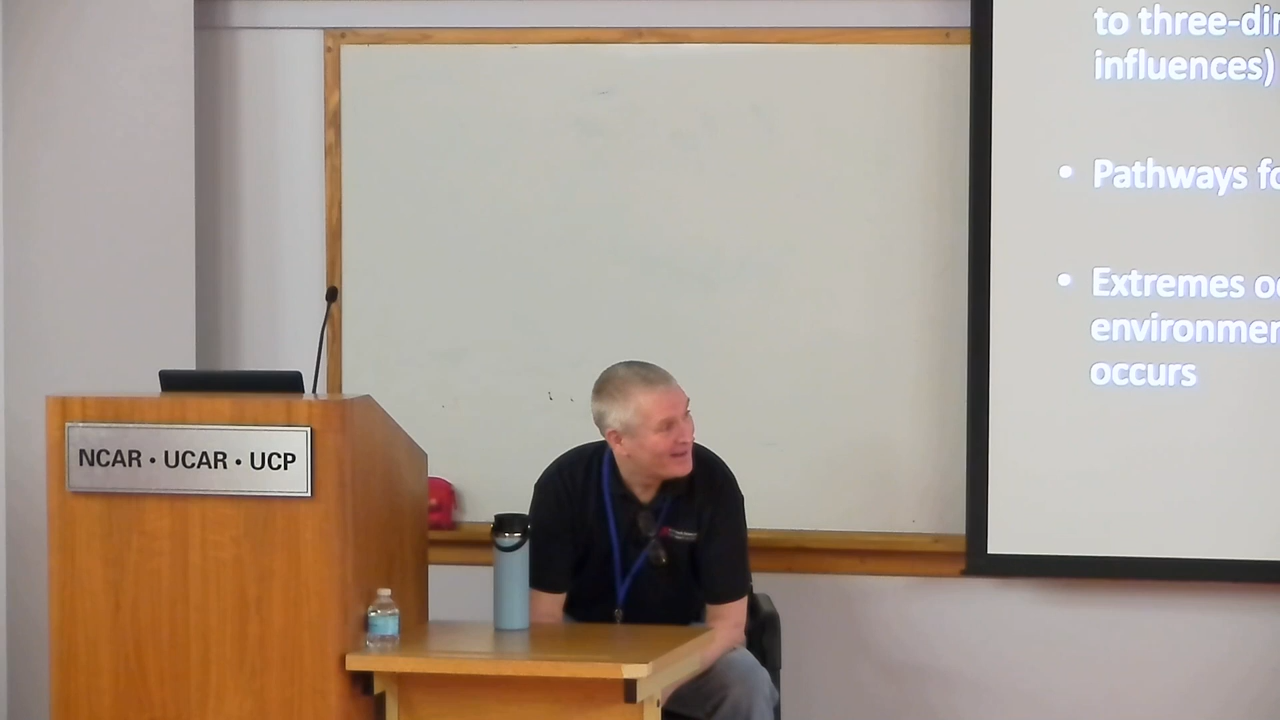 NCAR • UCAR • UCP
to three-di
influences)
• Pathways fo
• Extremes o
environmen
occurs